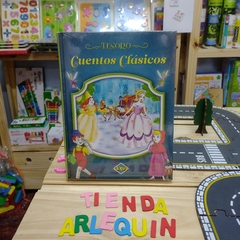 TESORO
Cuentos Clásicos
TIENDA
ARLEQUIN